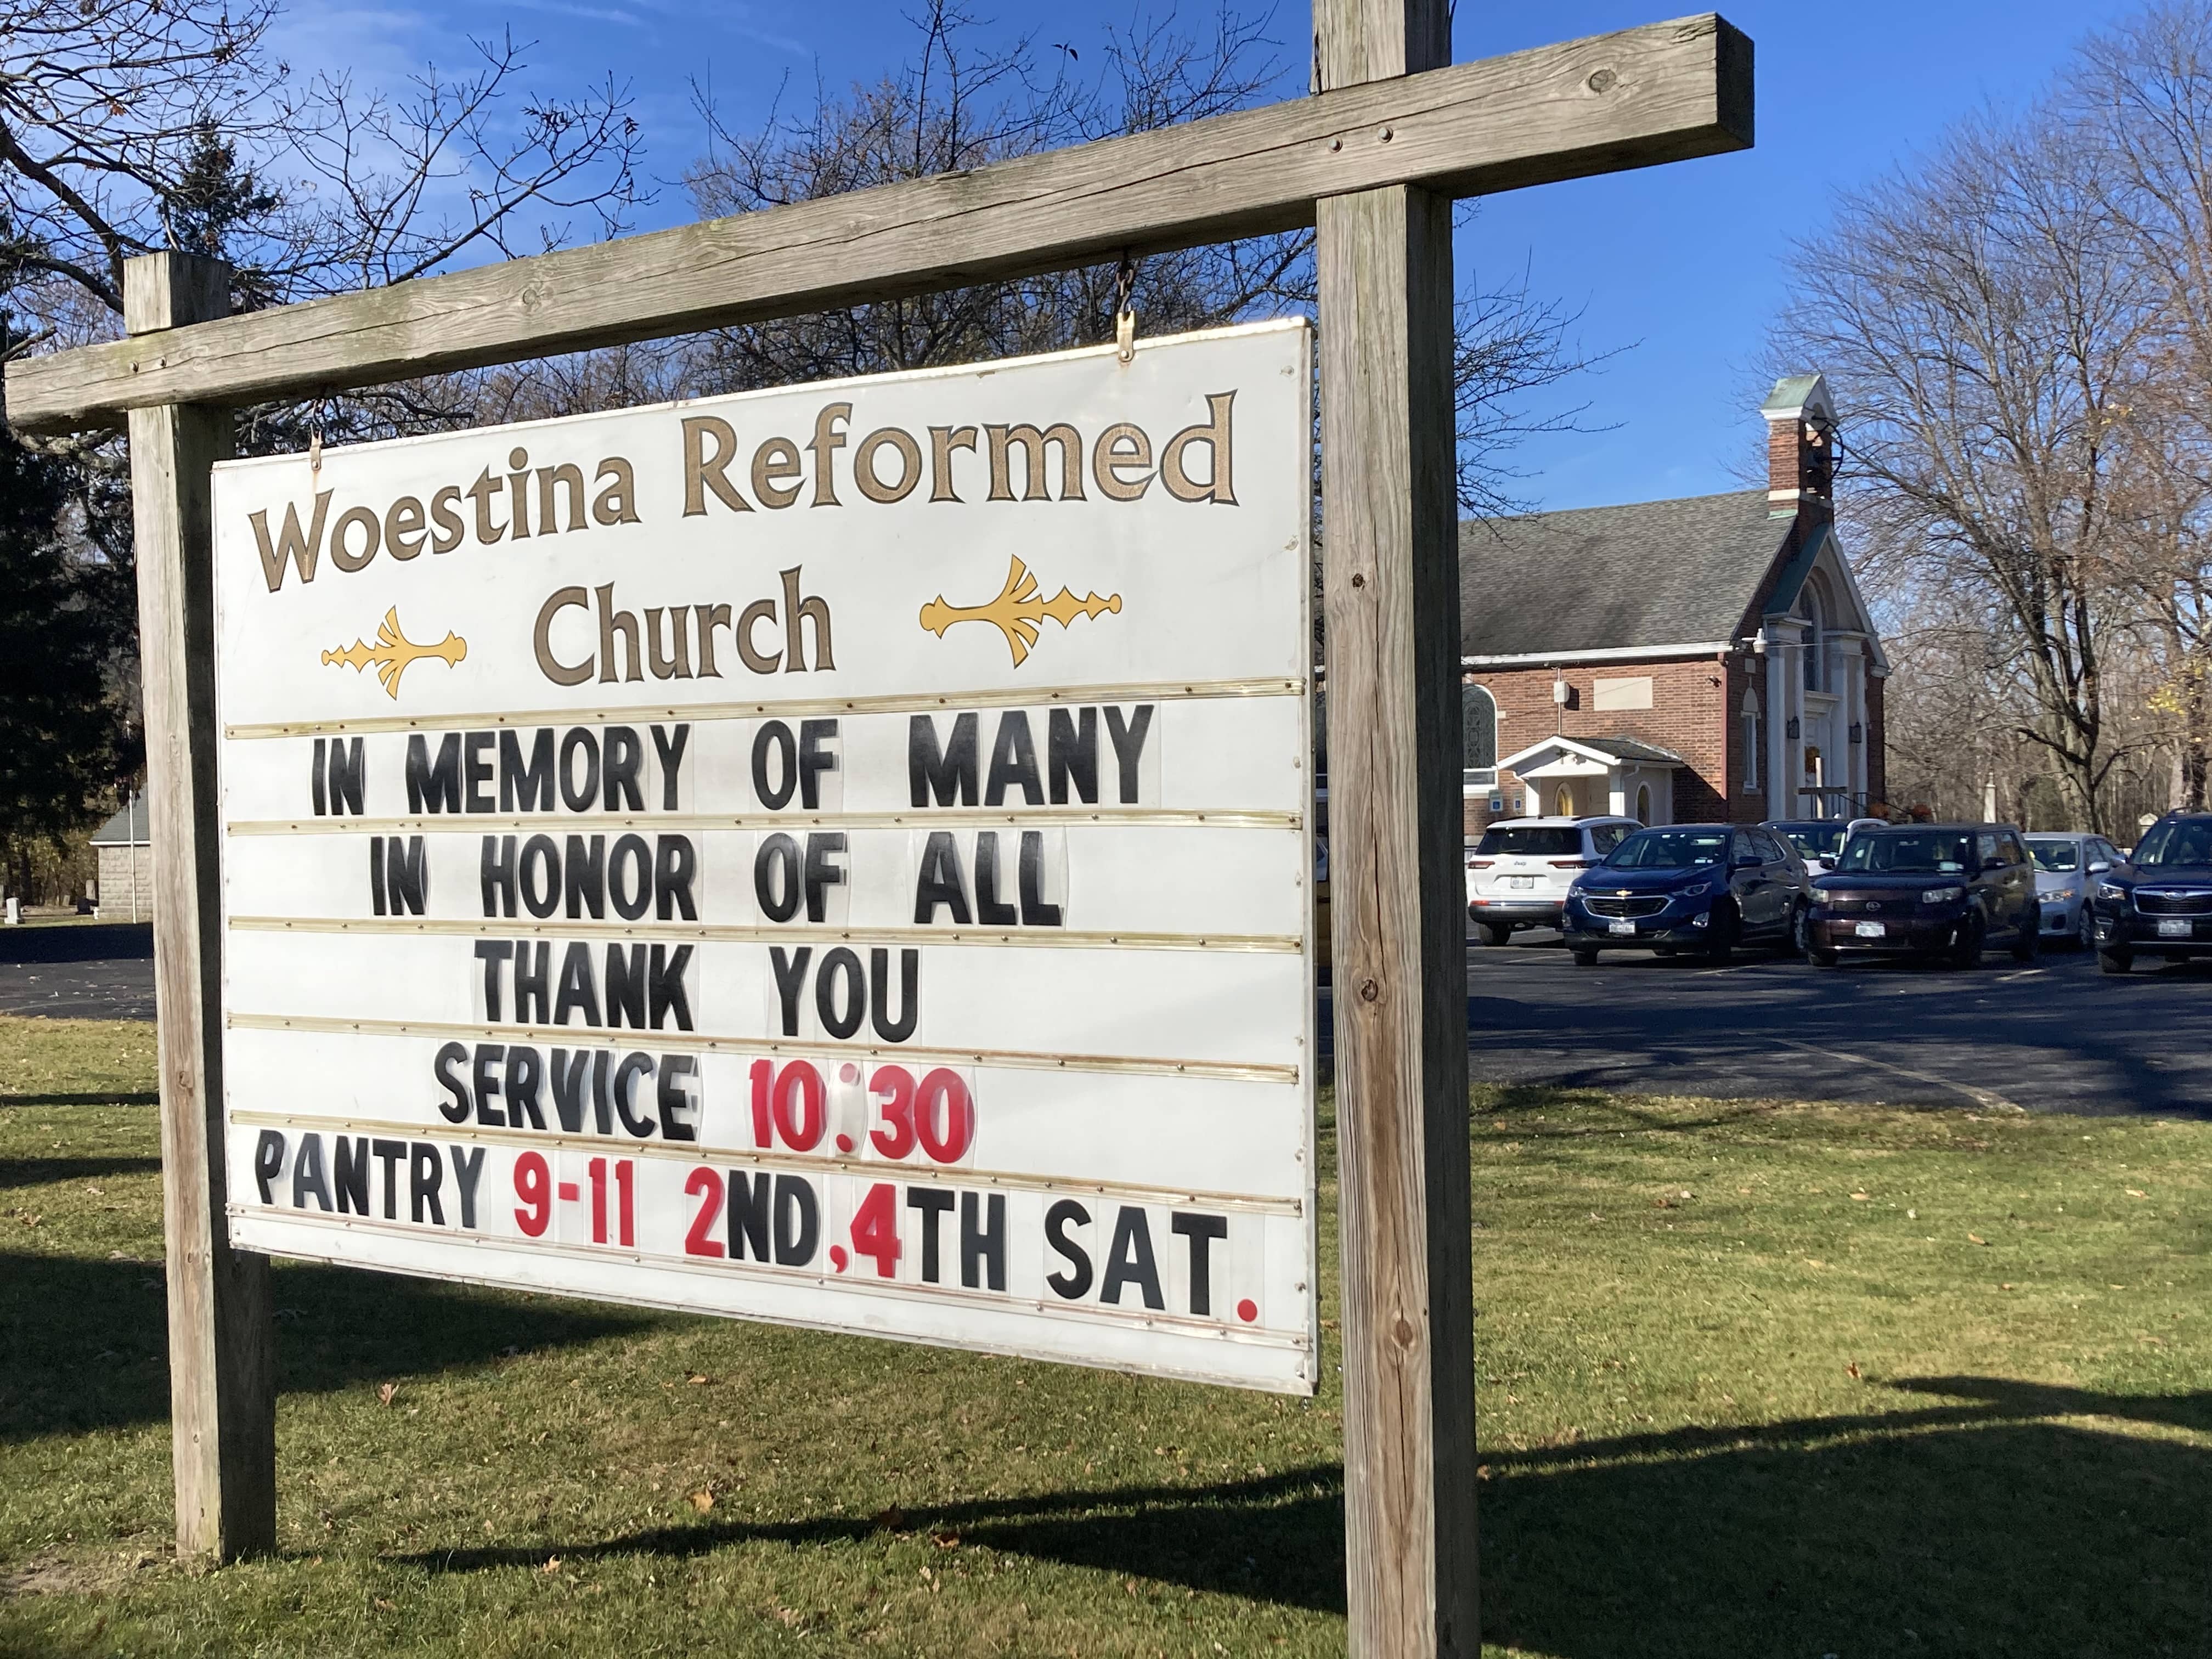 Woestina Reformed
Church
IN MEMORY OF MANY
IN HONOR OF ALL
THANK YOU
SERVICE 10:30
PANTRY 9-11 2ND,4TH SAT.